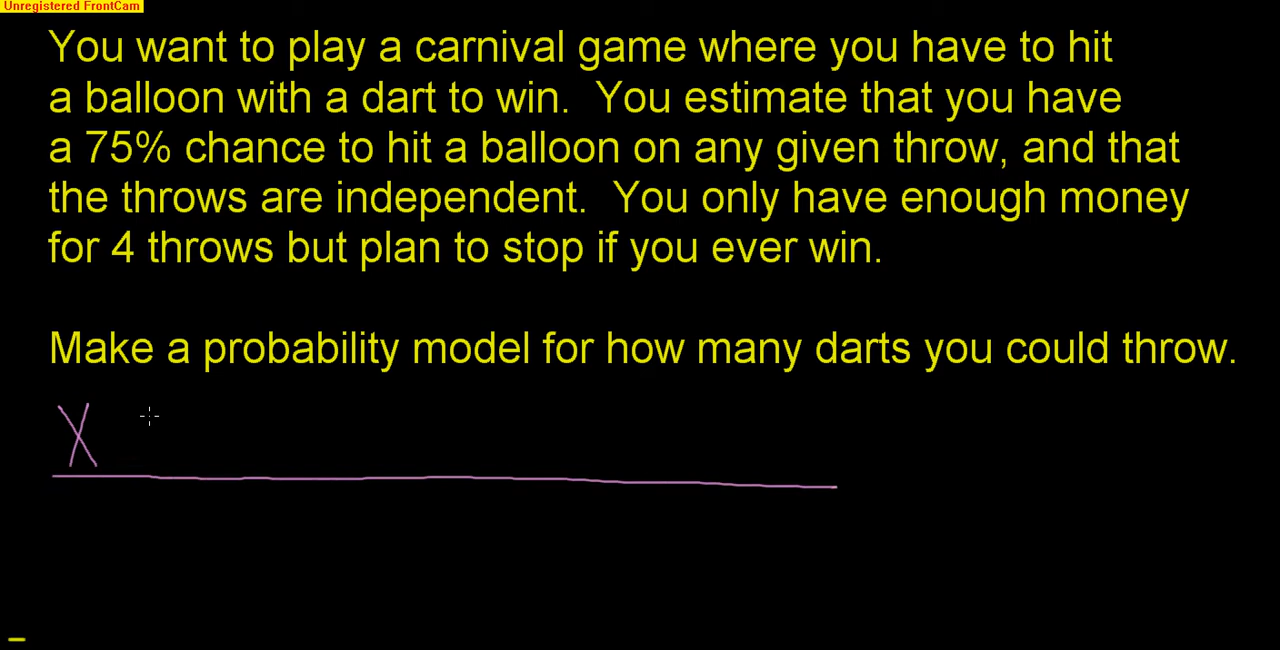 Unregistered FrontCam
You want to play a carnival game where you have to hit
a balloon with a dart to win. You estimate that you have
a 75% chance to hit a balloon on any given throw, and that
the throws are independent. You only have enough money
for 4 throws but plan to stop if you ever win.
Make a probability model for how many darts you could throw.
X